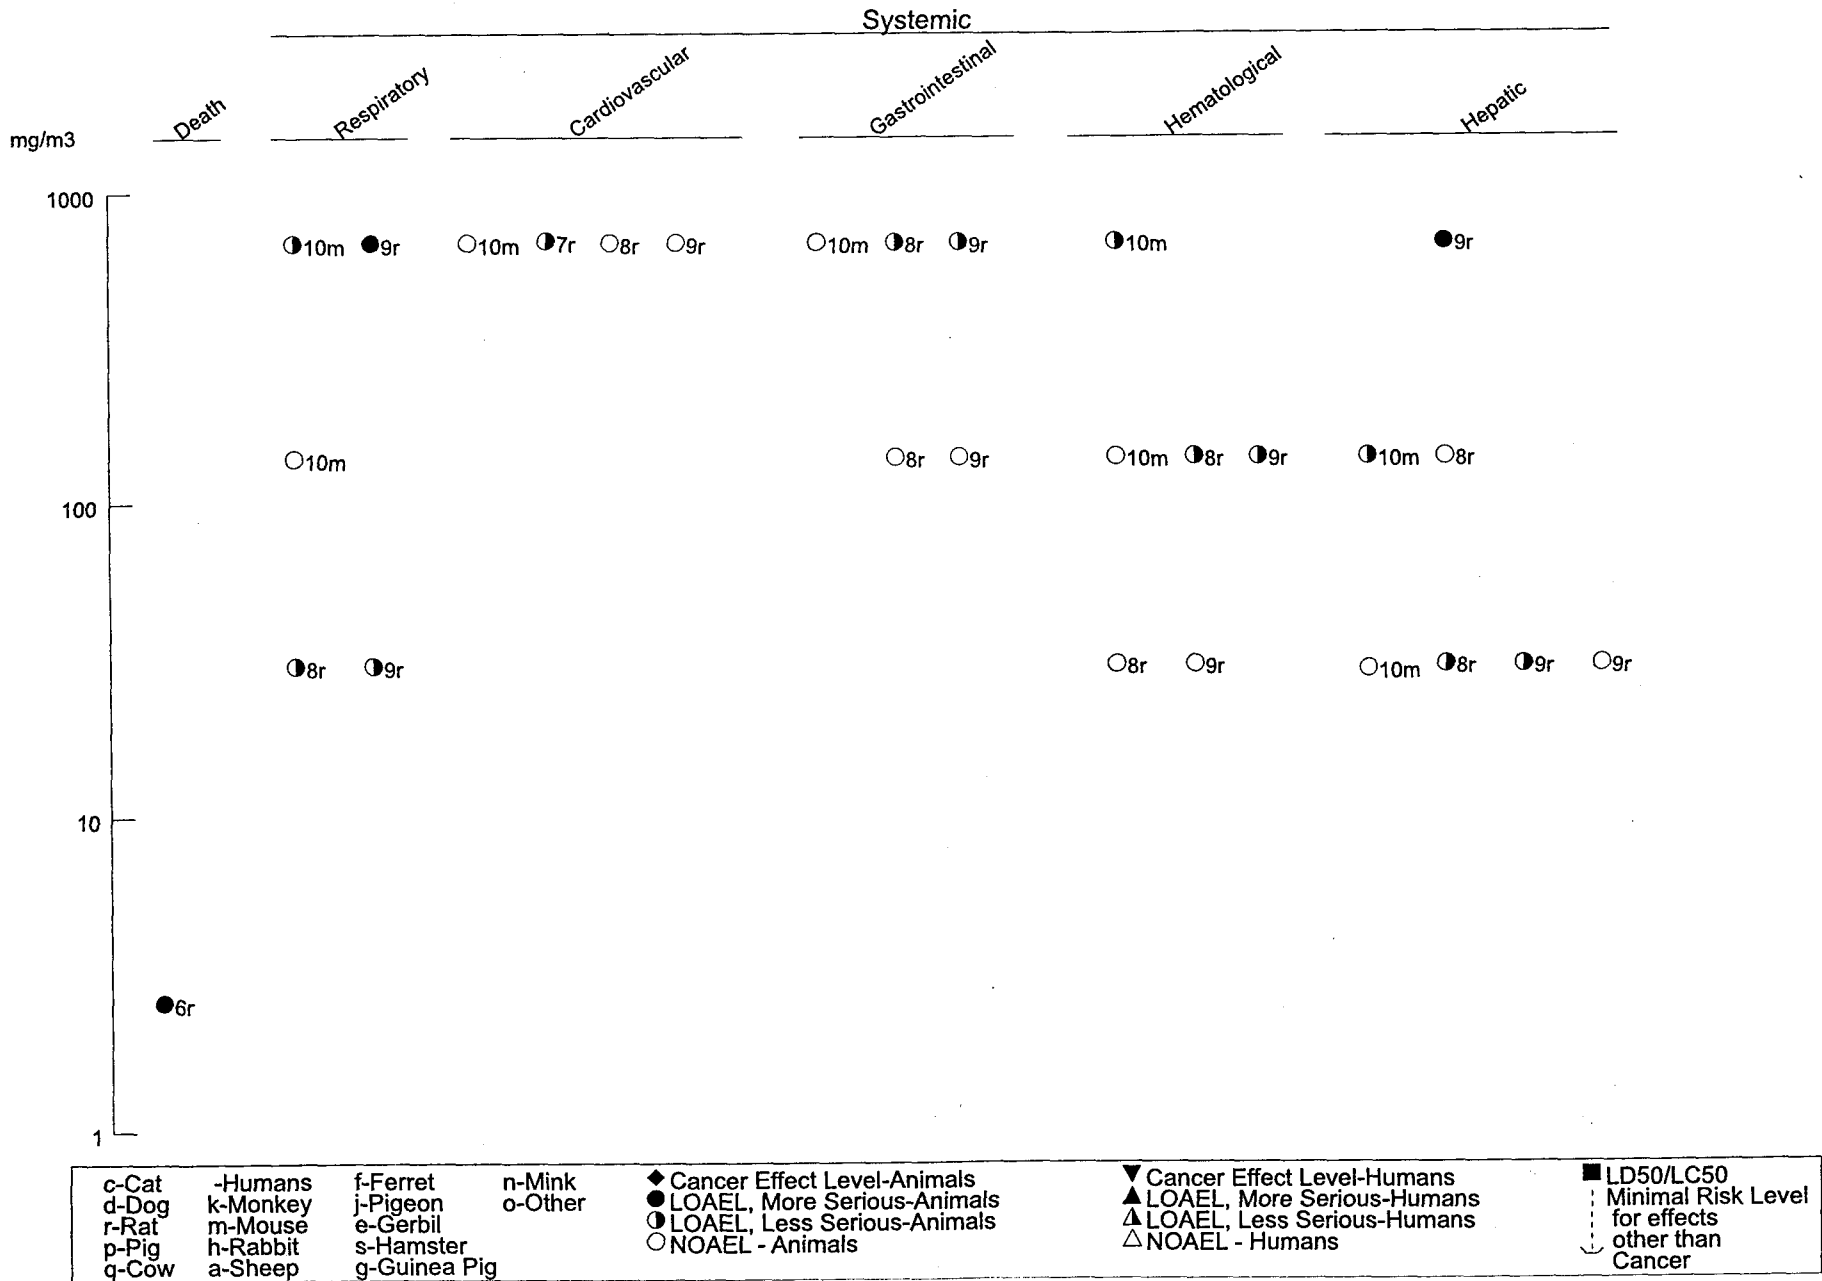 Systemic
Death Respiratory Cardiovascular Gastrointestinal Hematological Hepatic
mg/m3
1000
◑10m ●9r ○10m ◑7r ○8r ○9r ○10m ◑8r ◑9r ◑10m ●9r
○10m ○8r ○9r ○10m ◑8r ◑9r ◑10m ○8r
100
◑8r ◑9r ○8r ○9r ○10m ◑8r ◑9r ○9r
10
●6r
1
c-Cat -Humans f-Ferret n-Mink ◆Cancer Effect Level-Animals ▼Cancer Effect Level-Humans ■LD50/LC50
d-Dog k-Monkey j-Pigeon o-Other ●LOAEL, More Serious-Animals ▲LOAEL, More Serious-Humans Minimal Risk Level
r-Rat m-Mouse e-Gerbil ◑LOAEL, Less Serious-Animals ◮LOAEL, Less Serious-Humans for effects
p-Pig h-Rabbit s-Hamster ○NOAEL - Animals △NOAEL - Humans other than
q-Cow a-Sheep g-Guinea Pig Cancer